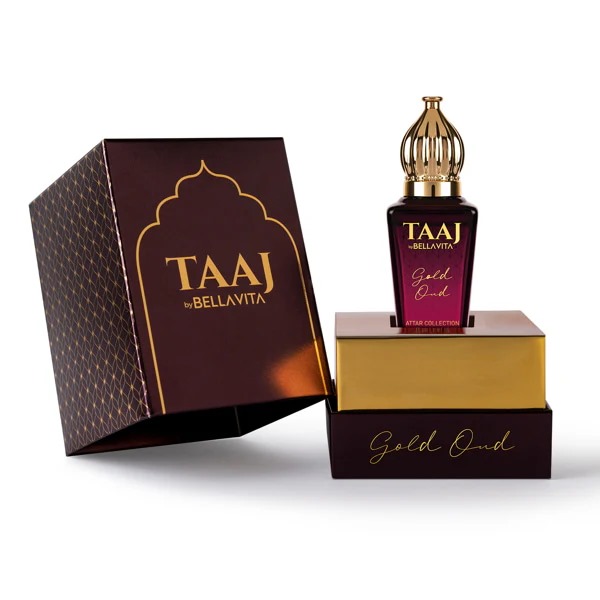 TAAJ
by BELLAVITA
TAAJ
by BELLAVITA
Gold
Oud
ATTAR COLLECTION
Gold Oud